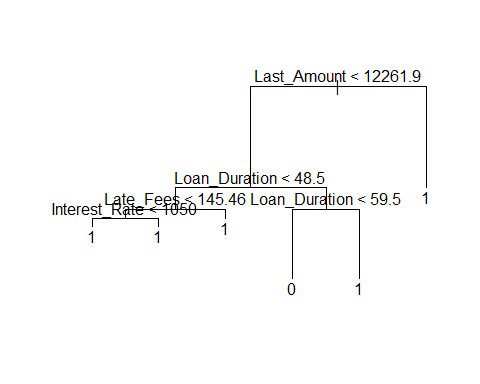 Last_Amount < 12261.9
Loan_Duration < 48.5
1
Late_Fees < 145.46
Loan_Duration < 59.5
Interest_Rate < 1050
1
1
1
0
1